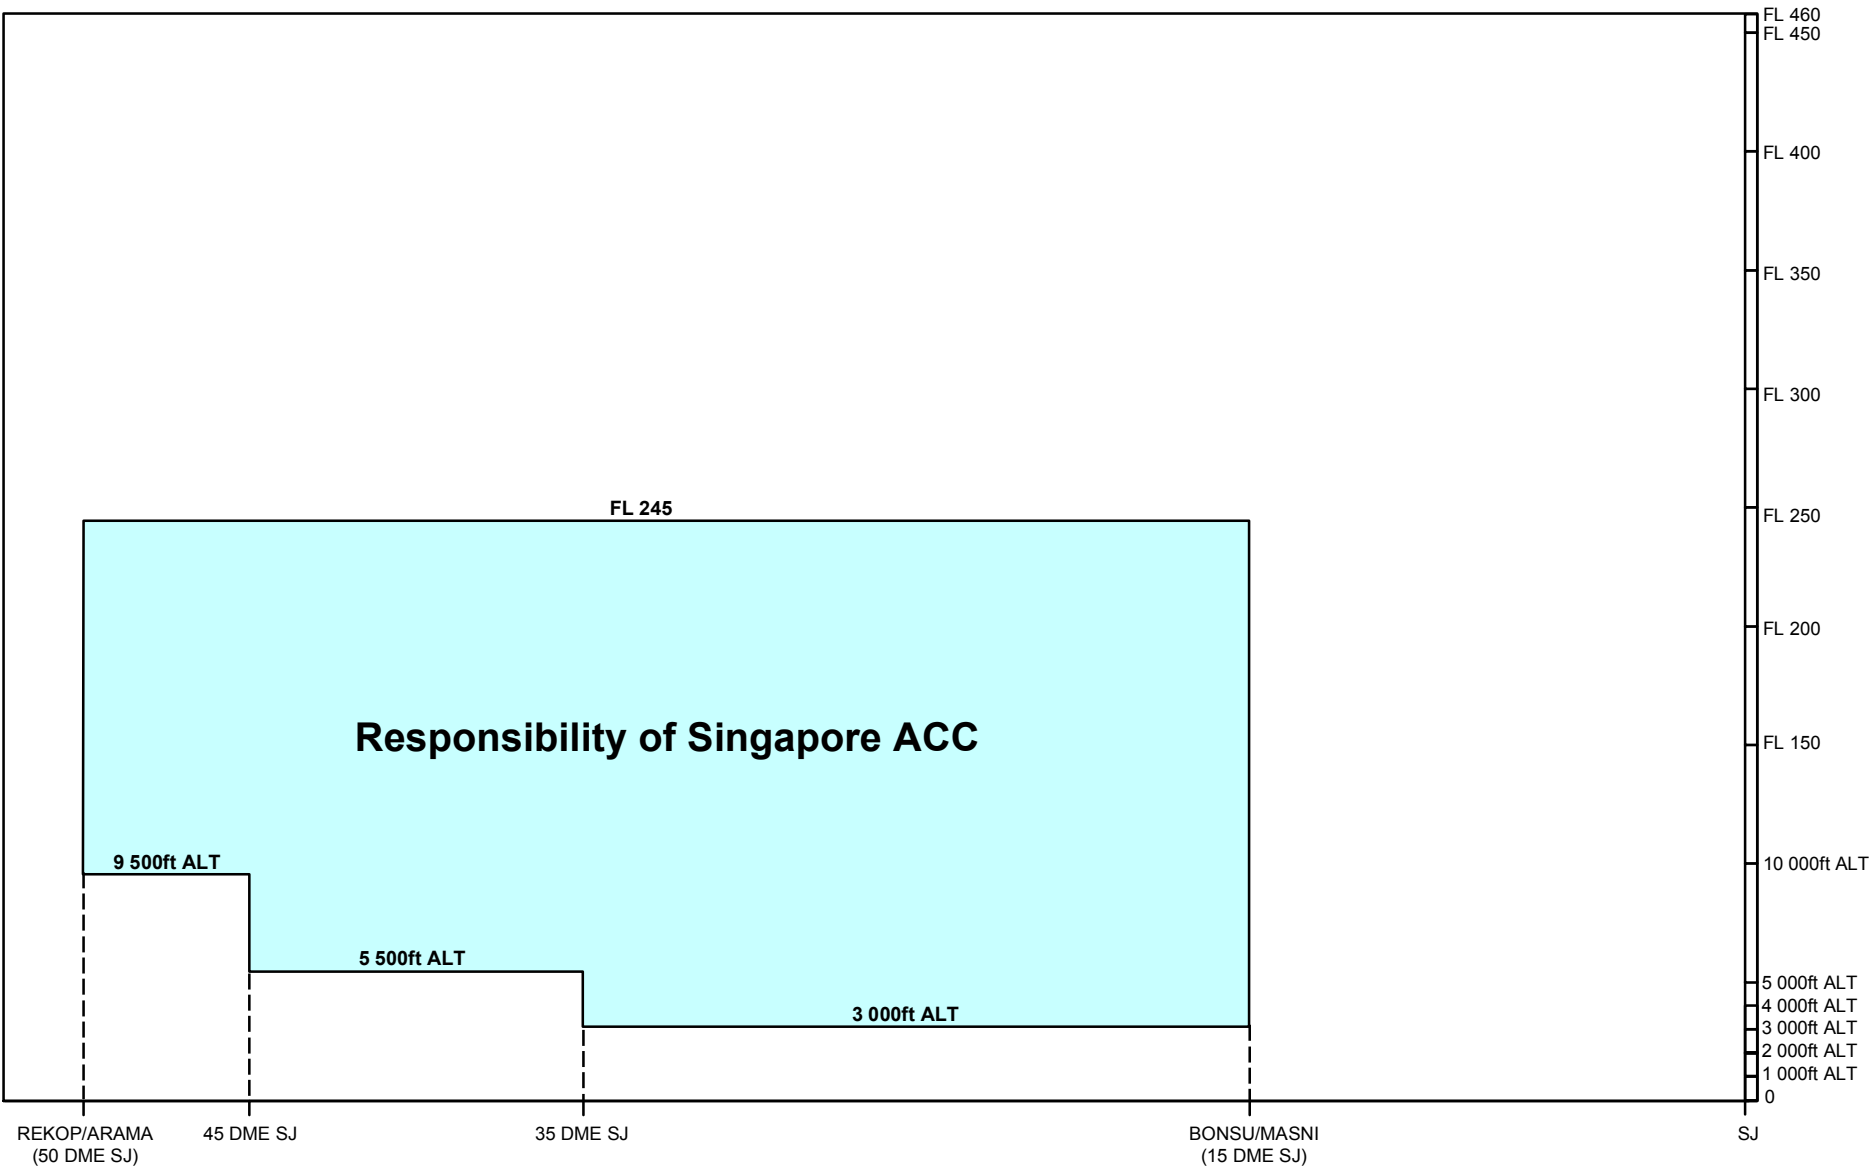 FL 460
FL 450
FL 400
FL 350
FL 300
FL 245
FL 250
FL 200
Responsibility of Singapore ACC
FL 150
9 500ft ALT
10 000ft ALT
5 500ft ALT
5 000ft ALT
4 000ft ALT
3 000ft ALT
3 000ft ALT
2 000ft ALT
1 000ft ALT
0
REKOP/ARAMA
(50 DME SJ)
45 DME SJ
35 DME SJ
BONSU/MASNI
(15 DME SJ)
SJ